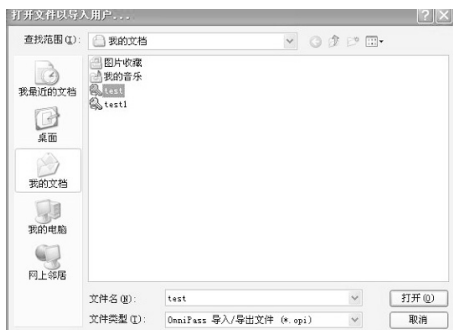 打开文件以导入用户...
查找范围(I):
我的文档
我最近的文档
桌面
我的文档
我的电脑
网上邻居
图片收藏
我的音乐
test
test1
文件名(N):
test
打开(O)
文件类型(T):
OmniPass 导入/导出文件 (*.opi)
取消